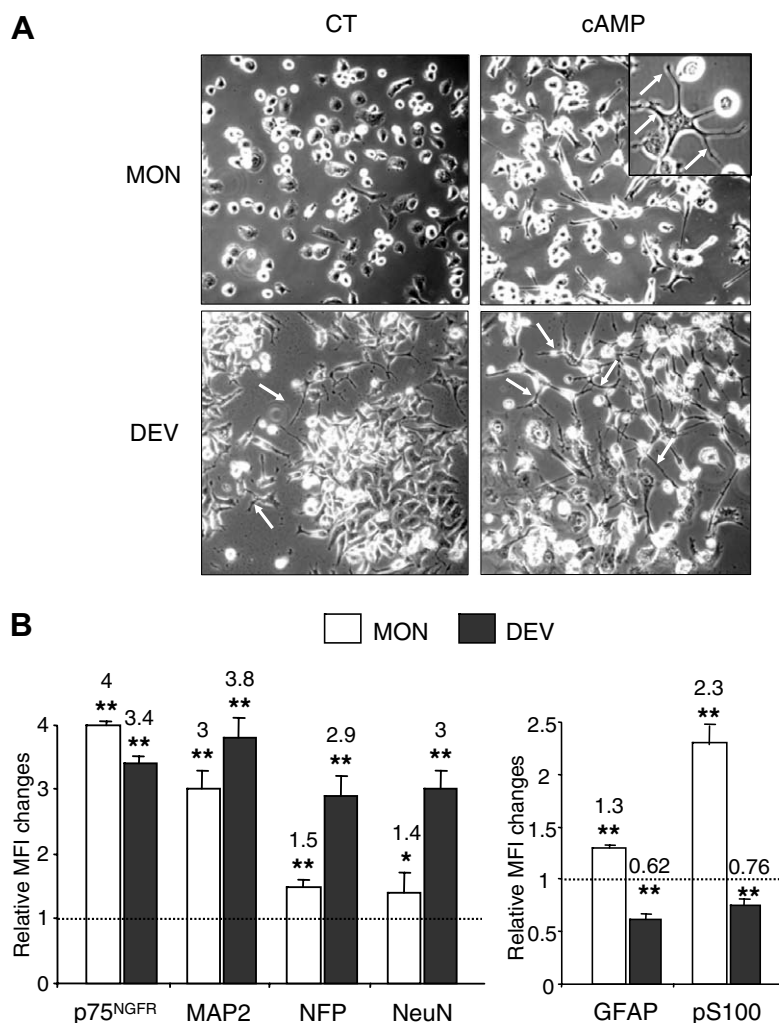 A
CT
cAMP
MON
DEV
B
MON
DEV
Relative MFI changes
4
3
2
1
0
4
**
3.4
**
3
**
3.8
**
1.5
**
2.9
**
1.4
*
3
**
p75NGFR
MAP2
NFP
NeuN
Relative MFI changes
2.5
2
1.5
1
0.5
0
1.3
**
0.62
**
2.3
**
0.76
**
GFAP
pS100